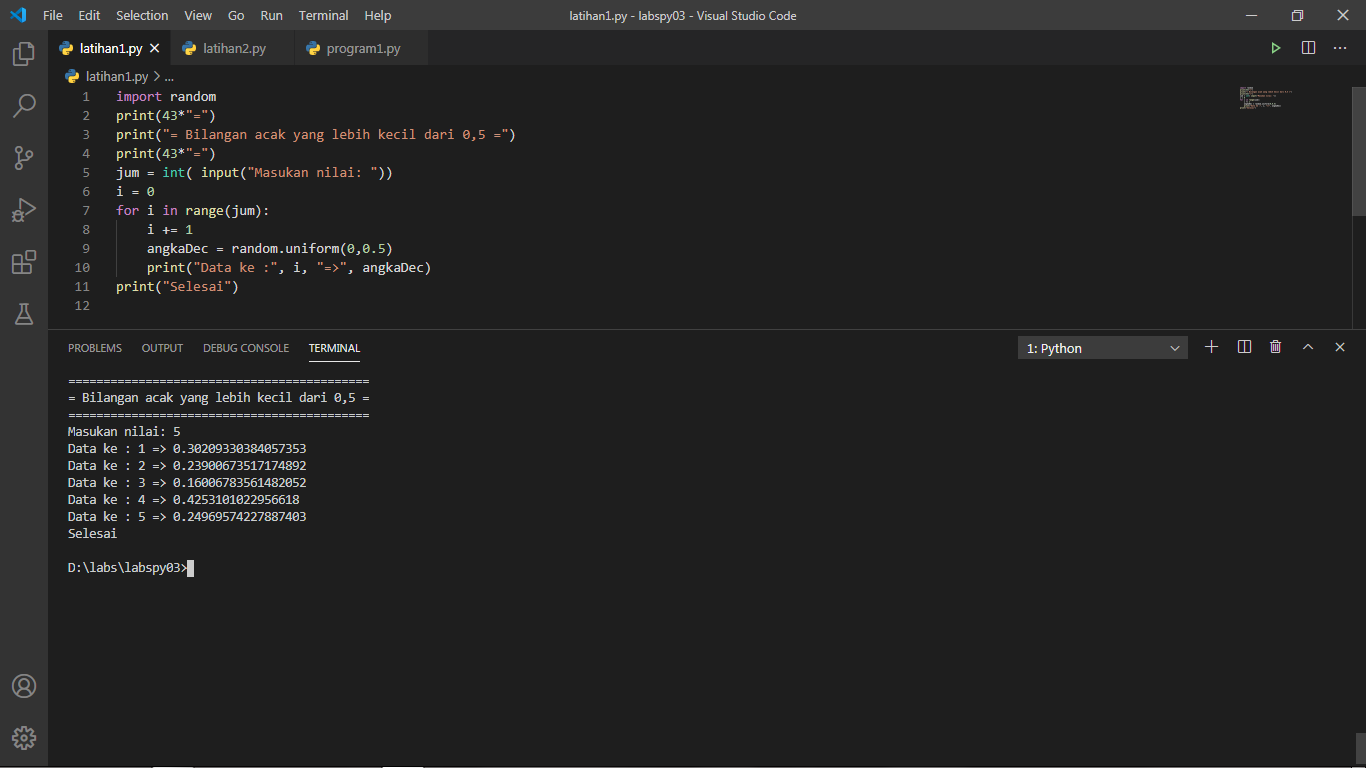 File Edit Selection View Go Run Terminal Help latihan1.py - labspy03 - Visual Studio Code
latihan1.py latihan2.py program1.py
latihan1.py > ...
1 import random
2 print(43*"=")
3 print("= Bilangan acak yang lebih kecil dari 0,5 =")
4 print(43*"=")
5 jum = int( input("Masukan nilai: "))
6 i = 0
7 for i in range(jum):
8     i += 1
9     angkaDec = random.uniform(0,0.5)
10     print("Data ke :", i, "=>", angkaDec)
11 print("Selesai")
12
PROBLEMS OUTPUT DEBUG CONSOLE TERMINAL 1: Python
===========================================
= Bilangan acak yang lebih kecil dari 0,5 =
===========================================
Masukan nilai: 5
Data ke : 1 => 0.30209330384057353
Data ke : 2 => 0.23900673517174892
Data ke : 3 => 0.16006783561482052
Data ke : 4 => 0.4253101022956618
Data ke : 5 => 0.24969574227887403
Selesai
D:\labs\labspy03>